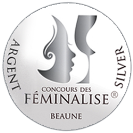 ARGENT
SILVER
CONCOURS DES
FÉMINALISE®
BEAUNE